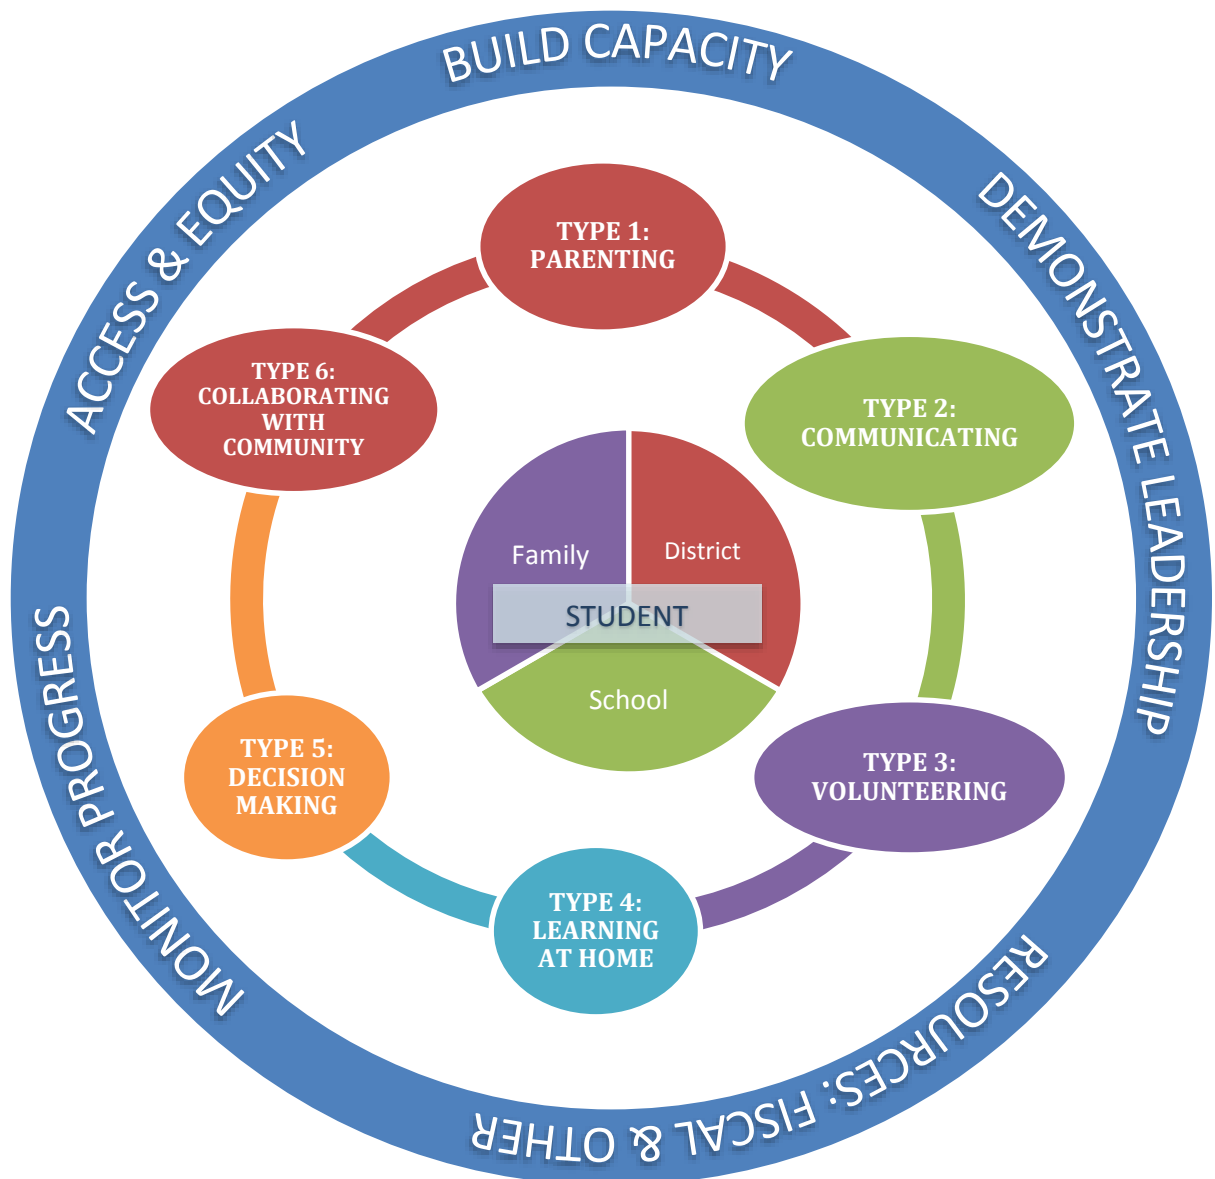 BUILD CAPACITY
DEMONSTRATE LEADERSHIP
RESOURCES: FISCAL & OTHER
MONITOR PROGRESS
ACCESS & EQUITY
TYPE 1:
PARENTING
TYPE 2:
COMMUNICATING
TYPE 3:
VOLUNTEERING
TYPE 4:
LEARNING
AT HOME
TYPE 5:
DECISION
MAKING
TYPE 6:
COLLABORATING
WITH
COMMUNITY
Family
District
STUDENT
School